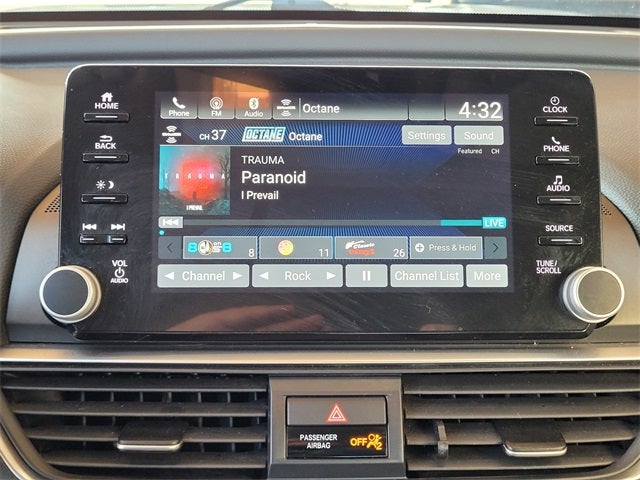 HOME
BACK
VOL
AUDIO
Phone FM Audio Octane 4:32
CH 37 OCTANE Octane Settings Sound
Featured CH
TRAUMA
Paranoid
I Prevail
TRAUMA
I PREVAIL
LIVE
8 11 26 Press & Hold
Channel Rock Channel List More
CLOCK
PHONE
AUDIO
SOURCE
TUNE/
SCROLL
PASSENGER
AIRBAG
OFF